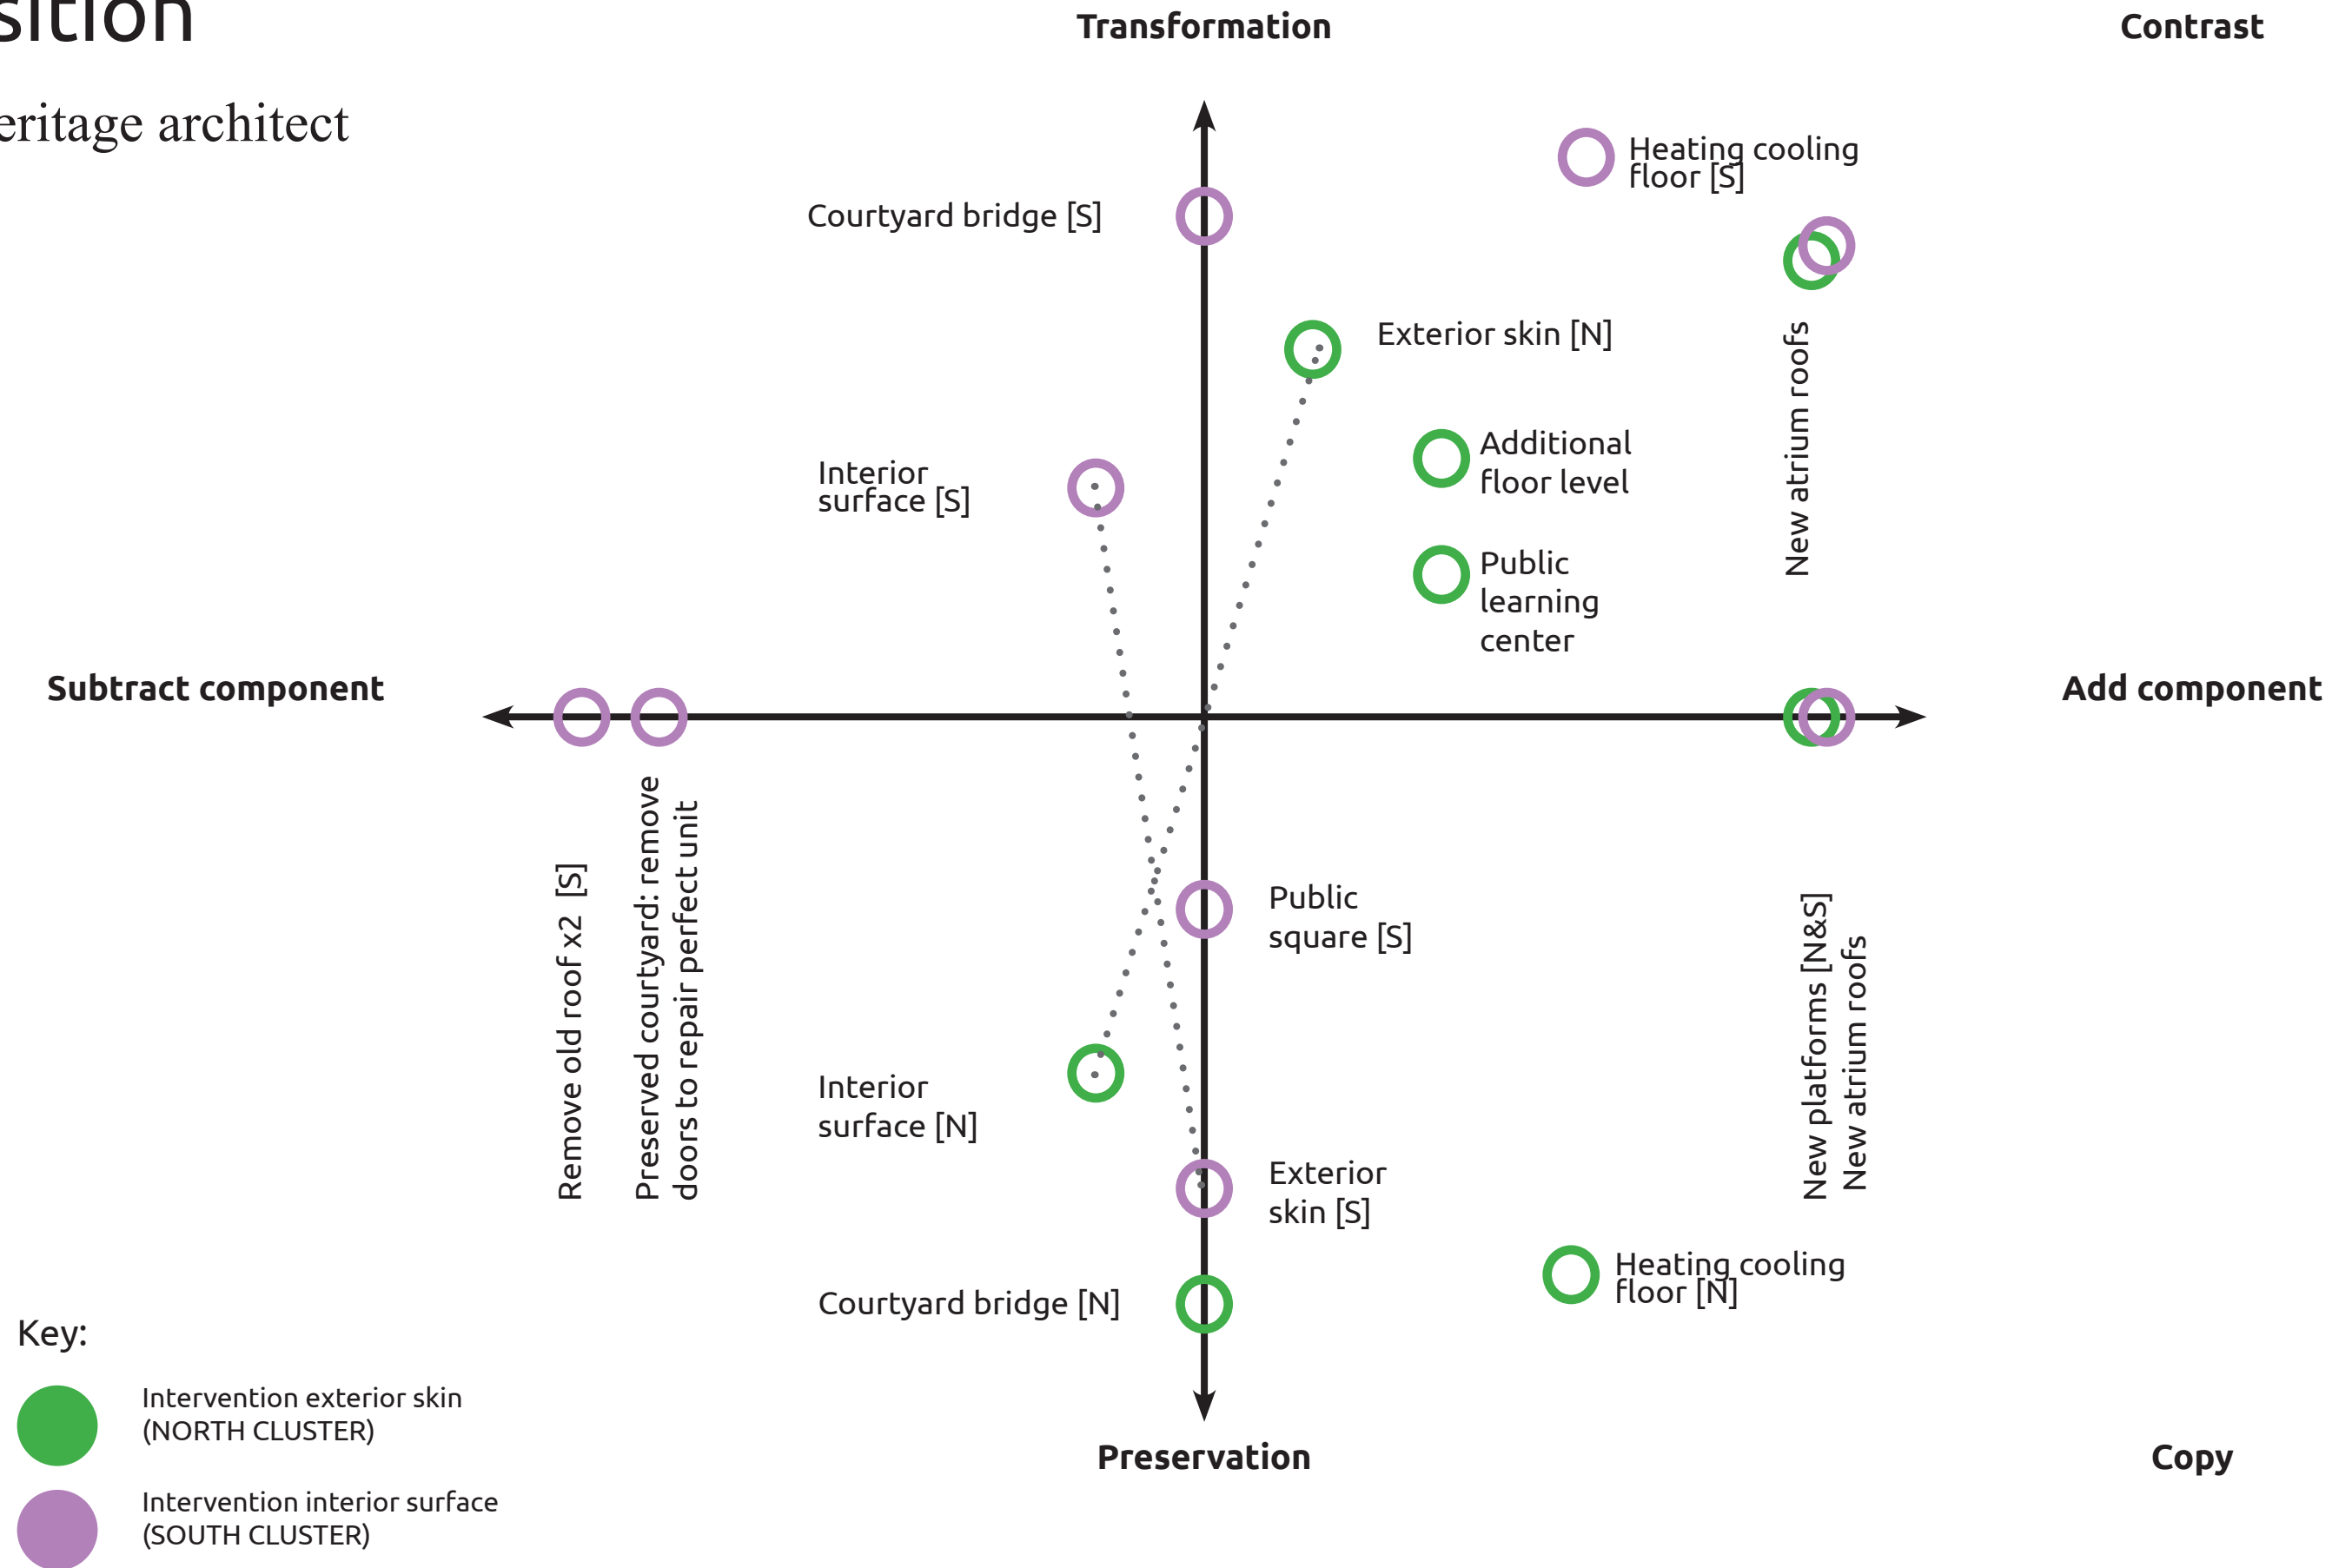 sition
eritage architect
Transformation
Contrast
Heating cooling
floor [S]
Courtyard bridge [S]
Exterior skin [N]
New atrium roofs
Additional
floor level
Interior
surface [S]
Public
learning
center
Subtract component
Add component
Remove old roof x2 [S]
Preserved courtyard: remove
doors to repair perfect unit
Public
square [S]
New platforms [N&S]
New atrium roofs
Interior
surface [N]
Exterior
skin [S]
Heating cooling
floor [N]
Courtyard bridge [N]
Preservation
Copy
Key:
Intervention exterior skin
(NORTH CLUSTER)
Intervention interior surface
(SOUTH CLUSTER)